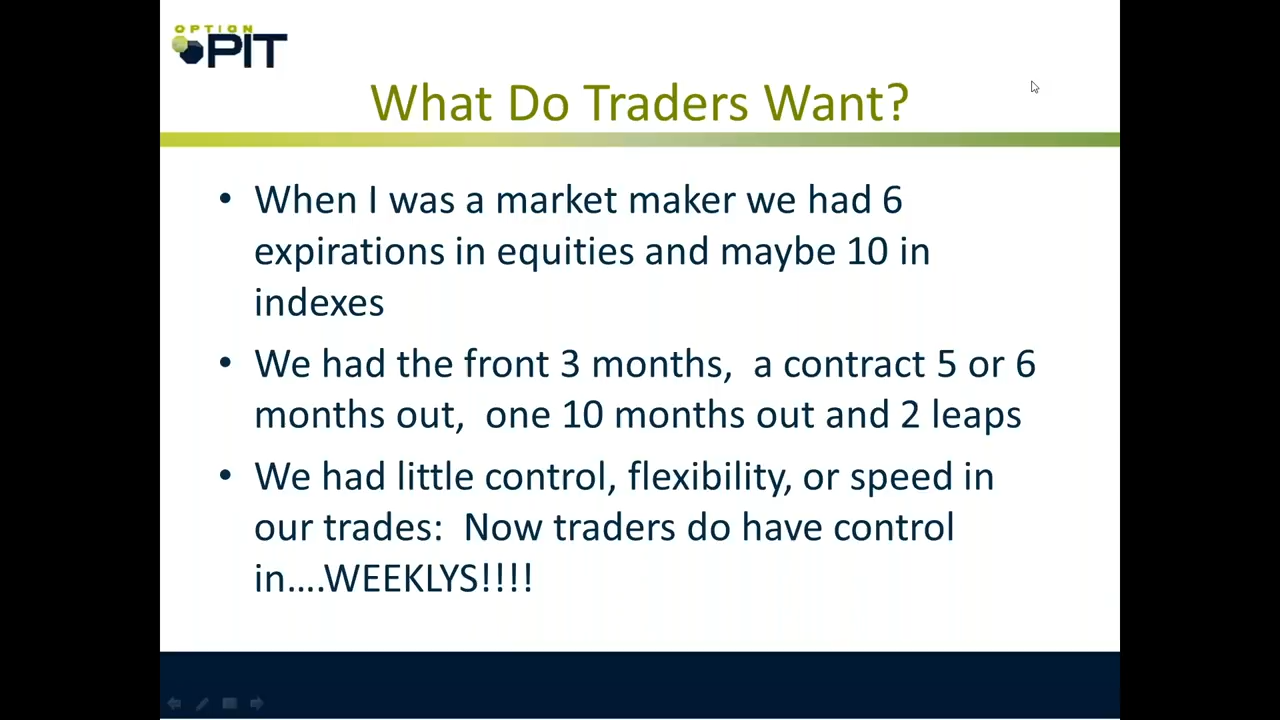 OPTION
PIT
What Do Traders Want?
• When I was a market maker we had 6
expirations in equities and maybe 10 in
indexes
• We had the front 3 months,  a contract 5 or 6
months out,  one 10 months out and 2 leaps
• We had little control, flexibility, or speed in
our trades:  Now traders do have control
in….WEEKLYS!!!!